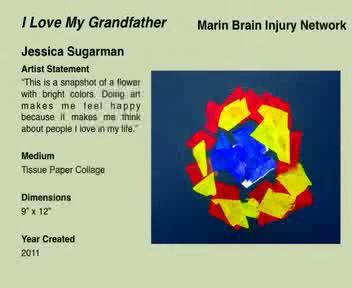 I Love My Grandfather
Marin Brain Injury Network
Jessica Sugarman
Artist Statement
“This is a snapshot of a flower
with bright colors. Doing art
makes me feel happy
because it makes me think
about people I love in my life.”
Medium
Tissue Paper Collage
Dimensions
9” x 12”
Year Created
2011